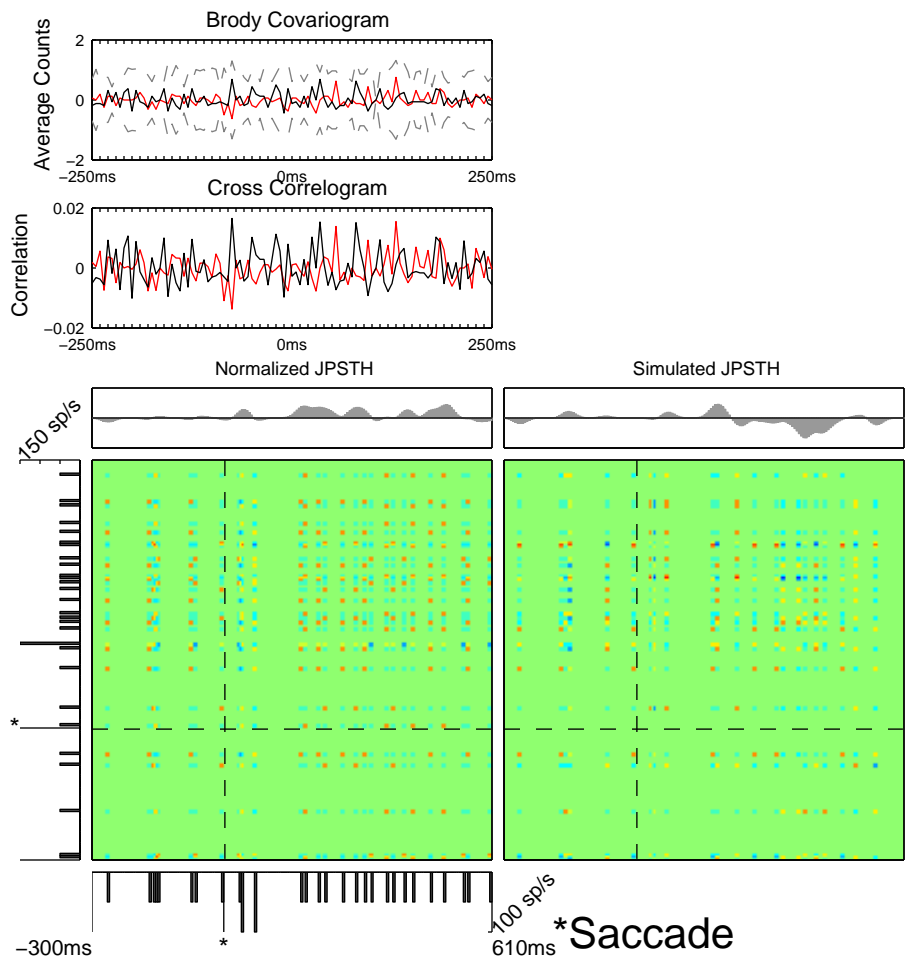 Brody Covariogram
Average Counts
2
0
−2
−250ms
0ms
250ms
Cross Correlogram
Correlation
0.02
0
−0.02
−250ms
0ms
250ms
Normalized JPSTH
Simulated JPSTH
150 sp/s
*
*
100 sp/s
−300ms
610ms
*Saccade